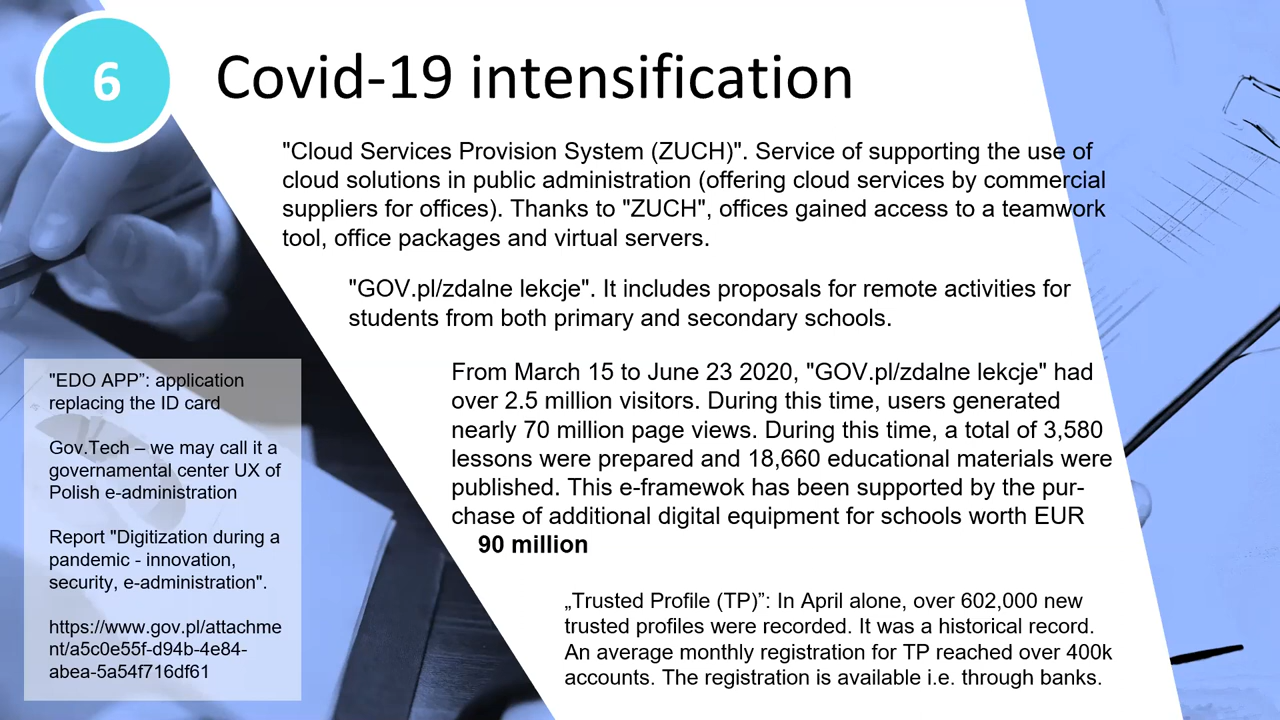 6
Covid-19 intensification
"Cloud Services Provision System (ZUCH)". Service of supporting the use of
cloud solutions in public administration (offering cloud services by commercial
suppliers for offices). Thanks to "ZUCH", offices gained access to a teamwork
tool, office packages and virtual servers.
"GOV.pl/zdalne lekcje". It includes proposals for remote activities for
students from both primary and secondary schools.
From March 15 to June 23 2020, "GOV.pl/zdalne lekcje" had
over 2.5 million visitors. During this time, users generated
nearly 70 million page views. During this time, a total of 3,580
lessons were prepared and 18,660 educational materials were
published. This e-framewok has been supported by the pur-
chase of additional digital equipment for schools worth EUR
90 million
„Trusted Profile (TP)”: In April alone, over 602,000 new
trusted profiles were recorded. It was a historical record.
An average monthly registration for TP reached over 400k
accounts. The registration is available i.e. through banks.
"EDO APP”: application
replacing the ID card
Gov.Tech – we may call it a
governamental center UX of
Polish e-administration
Report "Digitization during a
pandemic - innovation,
security, e-administration".
https://www.gov.pl/attachme
nt/a5c0e55f-d94b-4e84-
abea-5a54f716df61